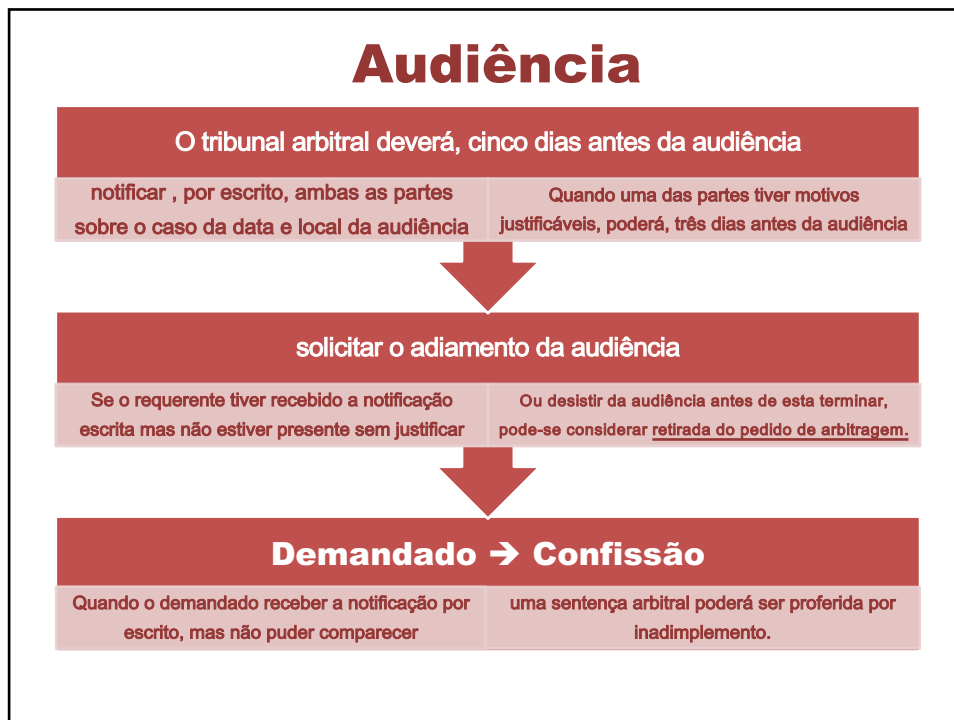 Audiência
O tribunal arbitral deverá, cinco dias antes da audiência
notificar , por escrito, ambas as partes
sobre o caso da data e local da audiência
Quando uma das partes tiver motivos
justificáveis, poderá, três dias antes da audiência
solicitar o adiamento da audiência
Se o requerente tiver recebido a notificação
escrita mas não estiver presente sem justificar
Ou desistir da audiência antes de esta terminar,
pode-se considerar retirada do pedido de arbitragem.
Demandado → Confissão
Quando o demandado receber a notificação por
escrito, mas não puder comparecer
uma sentença arbitral poderá ser proferida por
inadimplemento.